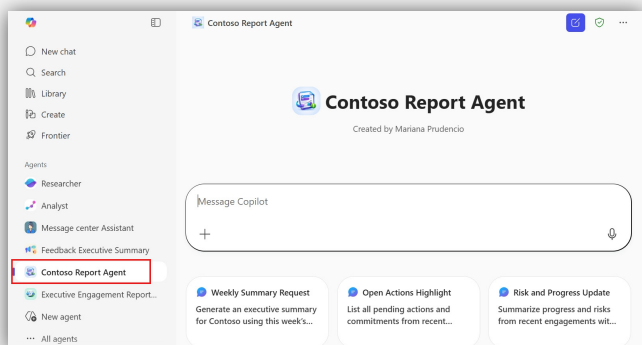 Contoso Report Agent
New chat
Search
Library
Create
Frontier
Agents
Researcher
Analyst
Message center Assistant
Feedback Executive Summary
Contoso Report Agent
Executive Engagement Report...
New agent
All agents
Contoso Report Agent
Created by Mariana Prudencio
Message Copilot
Weekly Summary Request
Generate an executive summary
for Contoso using this week's...
Open Actions Highlight
List all pending actions and
commitments from recent...
Risk and Progress Update
Summarize progress and risks
from recent engagements wit...